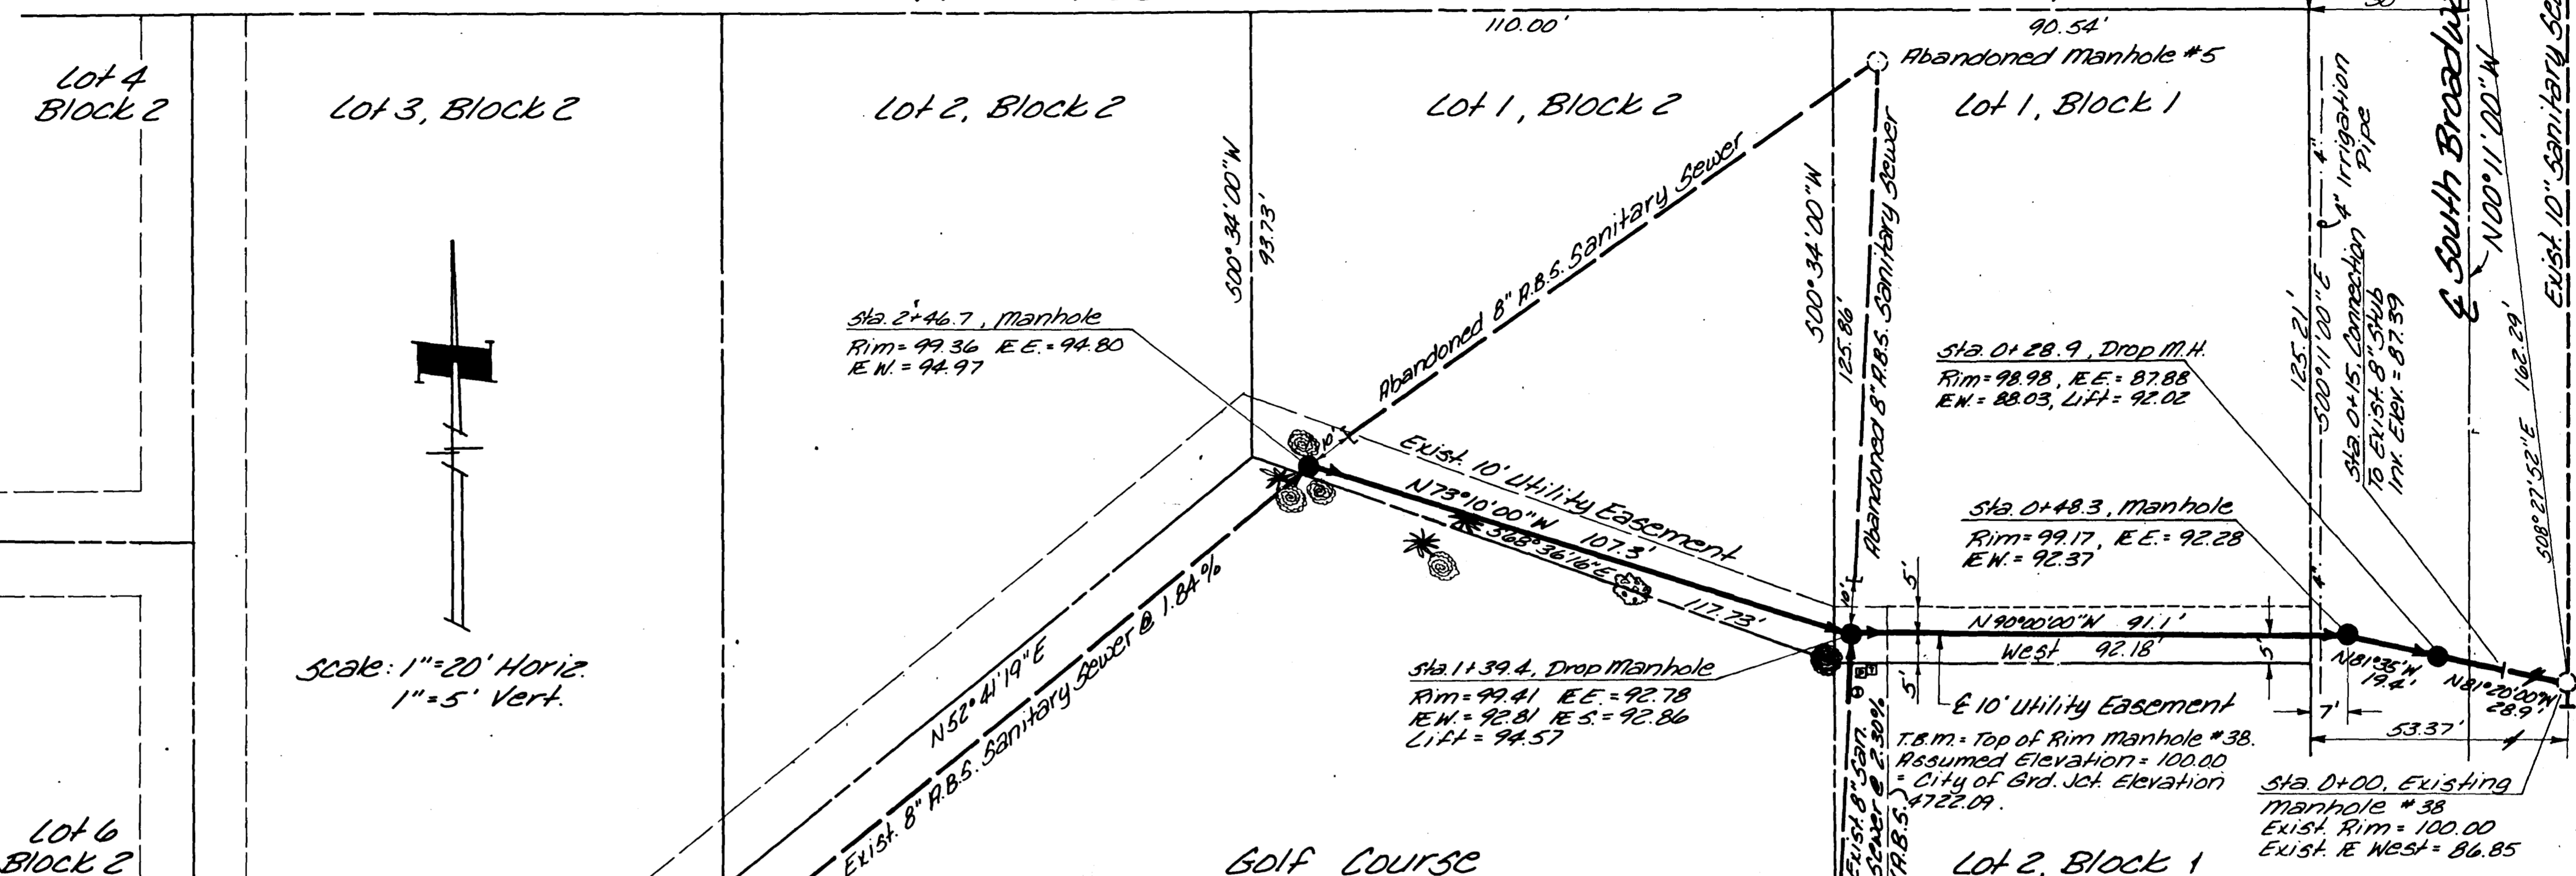 110.00'
90.54'
Abandoned Manhole #5
Lot 4
Block 2
Lot 3, Block 2
Lot 2, Block 2
Lot 1, Block 2
Lot 1, Block 1
S00°34'00"W
93.73'
Abandoned 8" A.B.S. Sanitary Sewer
S00°34'00"W
125.86'
Abandoned 8" A.B.S. Sanitary Sewer
125.21'
S00°11'00"E
4'
4" Irrigation
Pipe
Sta. 0+15, Connection
To Exist. 8" Stub
Inv. Elev. = 87.39
℄ South Broadwa
N00°11'00"W
S08°27'52"E 162.29'
Exist. 10" Sanitary Se
Sta. 2+46.7, Manhole
Rim = 99.36 IE E. = 94.80
IE W. = 94.97
Sta. 0+28.9, Drop M.H.
Rim = 98.98, IE E. = 87.88
IE W. = 88.03, Lift = 92.02
10'
Exist. 10' Utility Easement
N73°10'00"W
107.3'
S68°36'16"E
117.73'
Sta. 0+48.3, Manhole
Rim = 99.17, IE E. = 92.28
IE W. = 92.37
4'
10'
5'
N90°00'00"W 91.1'
West 92.18'
5'
5'
N81°35'W
19.4'
N81°20'00"W
28.9'
7'
53.37'
Scale: 1"=20' Horiz.
1"=5' Vert.
N52°41'19"E
Exist. 8" A.B.S. Sanitary Sewer @ 1.84%
Sta. 1+39.4, Drop Manhole
Rim = 99.41 IE E. = 92.78
IE W. = 92.81 IE S. = 92.86
Lift = 94.57
℄ 10' Utility Easement
T.B.M. = Top of Rim Manhole #38.
Assumed Elevation = 100.00
= City of Grd. Jct. Elevation
4722.09.
Exist. 8" San.
Sewer @ 2.30%
(A.B.S.)
Sta. 0+00, Existing
Manhole #38
Exist. Rim = 100.00
Exist. IE West = 86.85
Lot 6
Block 2
Golf Course
Lot 2, Block 1